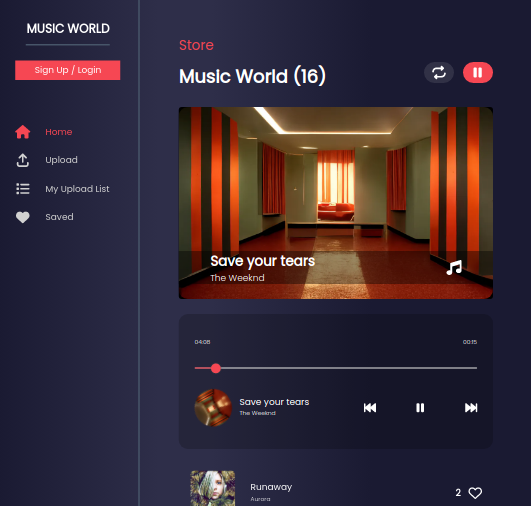 MUSIC WORLD
Sign Up / Login
Home
Upload
My Upload List
Saved
Store
Music World (16)
Save your tears
The Weeknd
04:08
00:15
Save your tears
The Weeknd
Runaway
Aurora
2